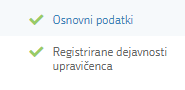 Osnovni podatki
Registrirane dejavnosti
upravičenca